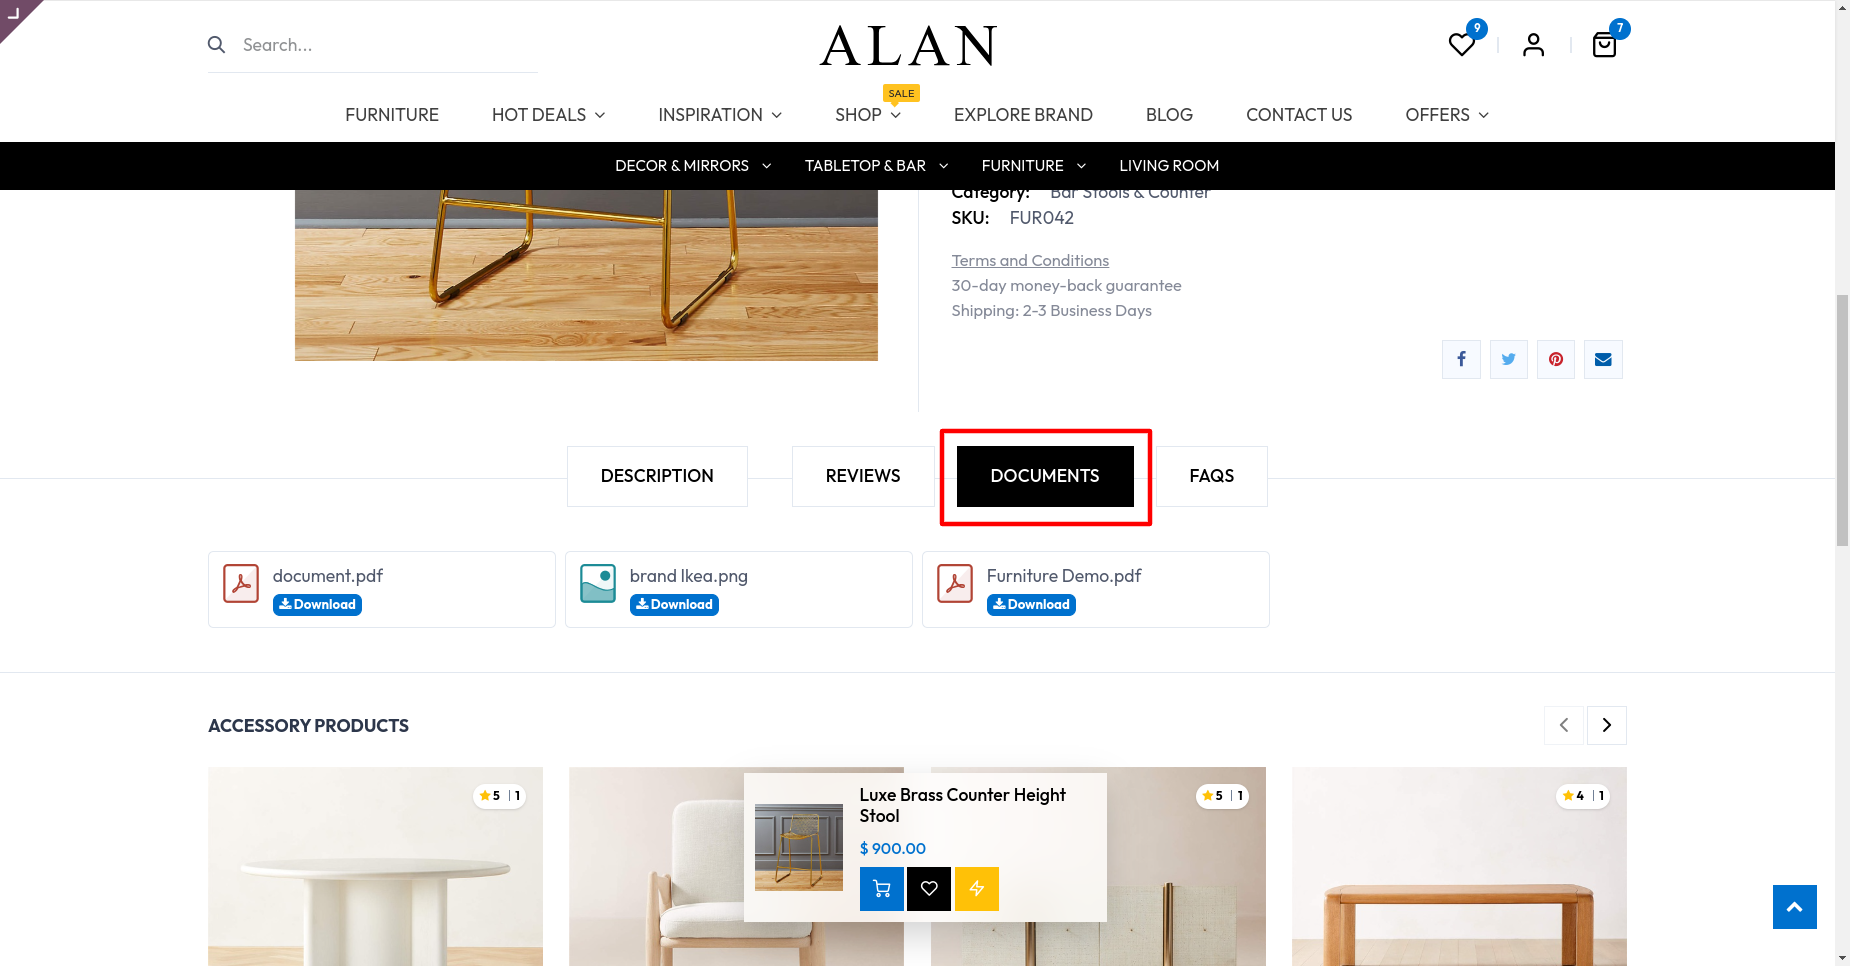 Search...
ALAN
9
7
SALE
FURNITURE
HOT DEALS
INSPIRATION
SHOP
EXPLORE BRAND
BLOG
CONTACT US
OFFERS
DECOR & MIRRORS
TABLETOP & BAR
FURNITURE
LIVING ROOM
Category: Bar Stools & Counter
SKU: FUR042
Terms and Conditions
30-day money-back guarantee
Shipping: 2-3 Business Days
DESCRIPTION
REVIEWS
DOCUMENTS
FAQS
document.pdf
Download
brand Ikea.png
Download
Furniture Demo.pdf
Download
ACCESSORY PRODUCTS
5 | 1
5 | 1
4 | 1
Luxe Brass Counter Height
Stool
$ 900.00